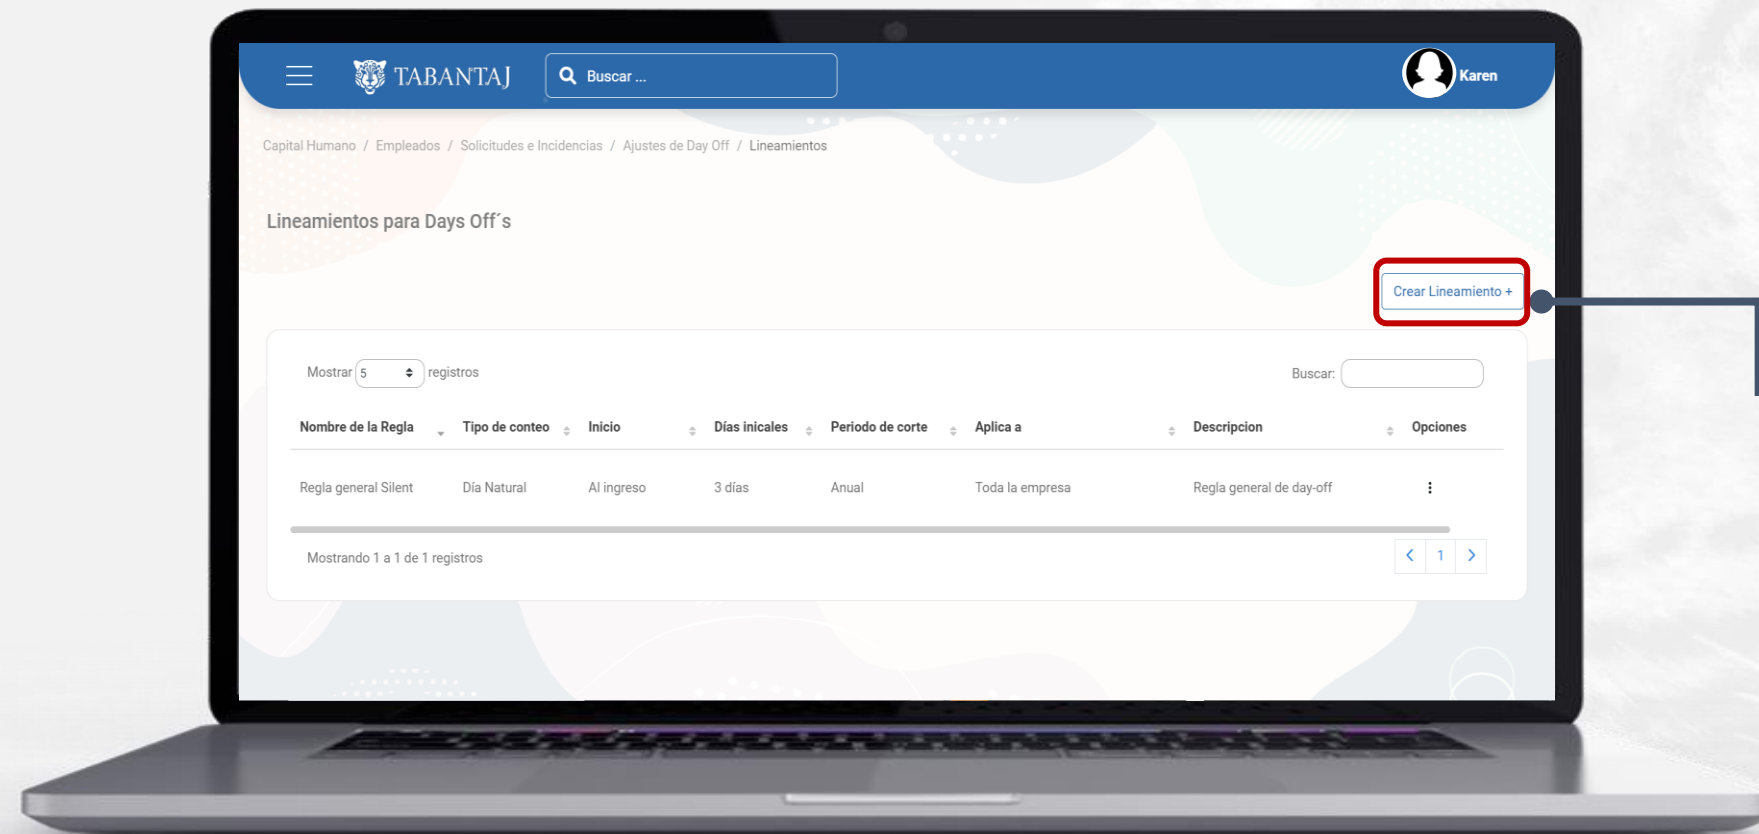 TABANTAJ
Buscar ...
Karen
Capital Humano / Empleados / Solicitudes e Incidencias / Ajustes de Day Off / Lineamientos
Lineamientos para Days Off´s
Crear Lineamiento +
Mostrar 5 registros
Buscar:
Nombre de la Regla Tipo de conteo Inicio Días inicales Periodo de corte Aplica a Descripcion Opciones
Regla general Silent Día Natural Al ingreso 3 días Anual Toda la empresa Regla general de day-off
Mostrando 1 a 1 de 1 registros
1